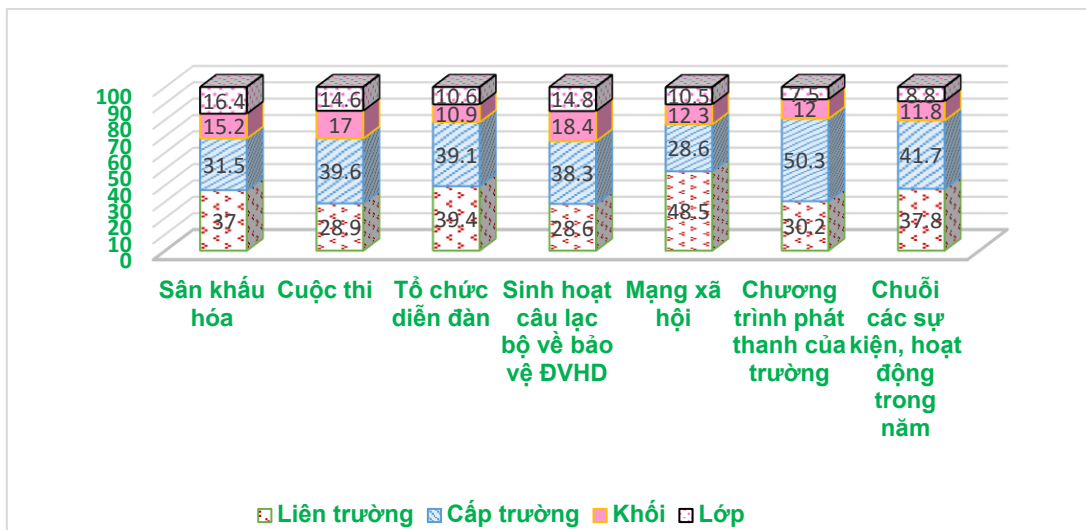 100
90
80
70
60
50
40
30
20
10
0
16.4 14.6 10.6 14.8 10.5 7.5 8.8
15.2 17 10.9 18.4 12.3 12 11.8
31.5 39.6 39.1 38.3 28.6 50.3 41.7
37 28.9 39.4 28.6 48.5 30.2 37.8
Sân khấu
hóa
Cuộc thi
Tổ chức
diễn đàn
Sinh hoạt
câu lạc
bộ về bảo
vệ ĐVHD
Mạng xã
hội
Chương
trình phát
thanh của
trường
Chuỗi
các sự
kiện, hoạt
động
trong
năm
Liên trường Cấp trường Khối Lớp